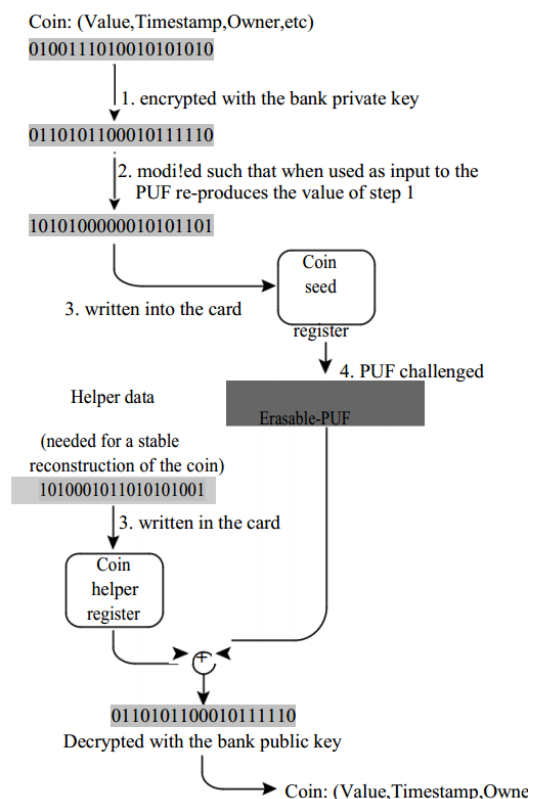 Coin: (Value,Timestamp,Owner,etc)
0100111010010101010
1. encrypted with the bank private key
0110101100010111110
2. modi!ed such that when used as input to the
PUF re-produces the value of step 1
1010100000010101101
Coin
seed
register
3. written into the card
4. PUF challenged
Helper data
Erasable-PUF
(needed for a stable
reconstruction of the coin)
1010001011010101001
3. written in the card
Coin
helper
register
+
0110101100010111110
Decrypted with the bank public key
Coin: (Value,Timestamp,Owne